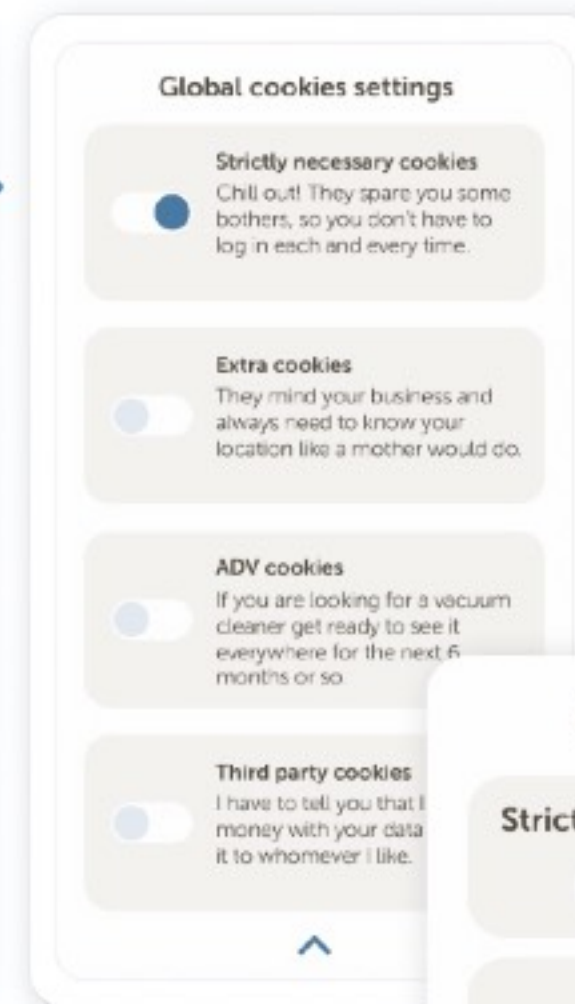 Global cookies settings
Strictly necessary cookies
Chill out! They spare you some
bothers, so you don't have to
log in each and every time.
Extra cookies
They mind your business and
always need to know your
location like a mother would do.
ADV cookies
If you are looking for a vacuum
cleaner get ready to see it
everywhere for the next 6
months or so
Third party cookies
I have to tell you that I
money with your data
it to whomever I like.
Strict